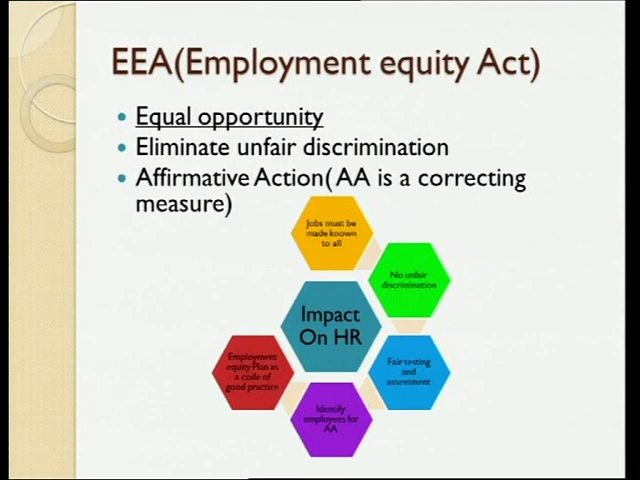 EEA(Employment equity Act)
• Equal opportunity
• Eliminate unfair discrimination
• Affirmative Action( AA is a correcting
measure)
Jobs must be
made known
to all
No unfair
discrimination
Impact
On HR
Fair testing
and
assessment
Employment
equity Plan as
a code of
good practice
Identify
employees for
AA